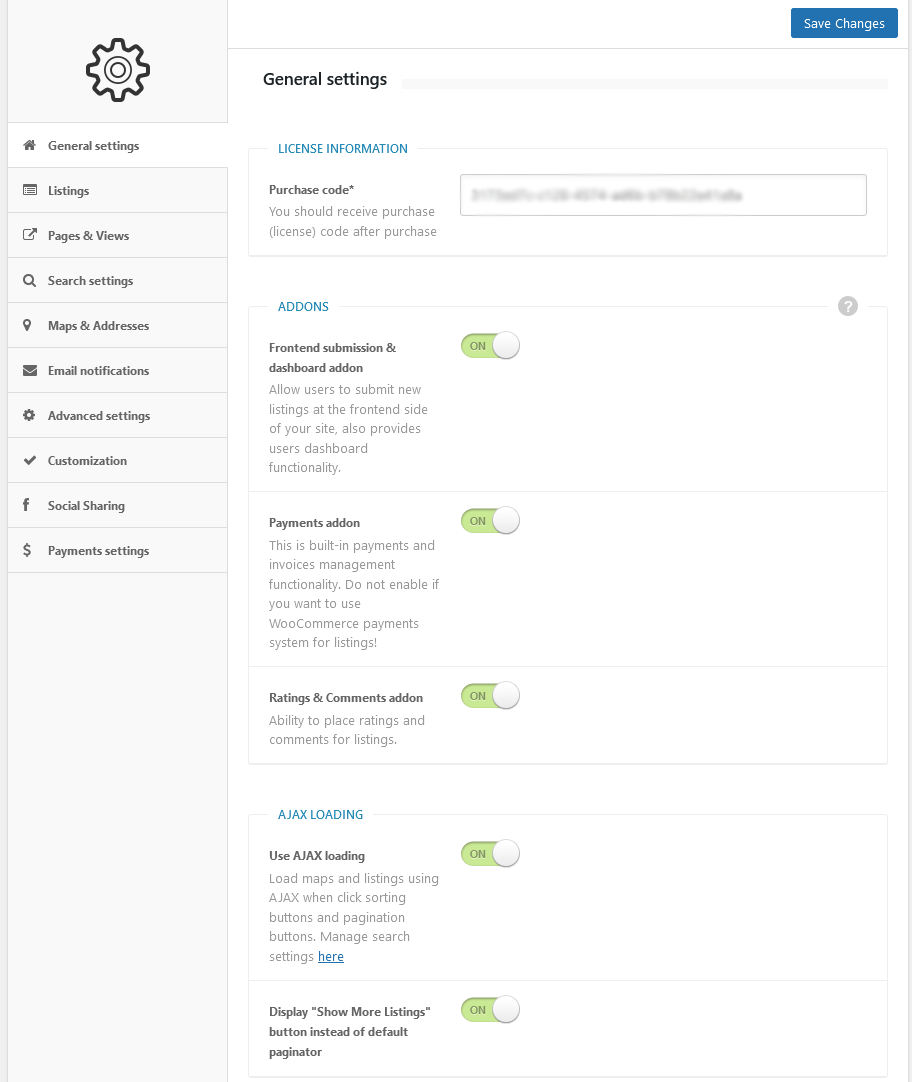 Save Changes
General settings
General settings
Listings
Pages & Views
Search settings
Maps & Addresses
Email notifications
Advanced settings
Customization
Social Sharing
Payments settings
LICENSE INFORMATION
Purchase code*
You should receive purchase
(license) code after purchase
ADDONS
?
Frontend submission &
dashboard addon
ON
Allow users to submit new
listings at the frontend side
of your site, also provides
users dashboard
functionality.
Payments addon
ON
This is built-in payments and
invoices management
functionality. Do not enable if
you want to use
WooCommerce payments
system for listings!
Ratings & Comments addon
ON
Ability to place ratings and
comments for listings.
AJAX LOADING
Use AJAX loading
ON
Load maps and listings using
AJAX when click sorting
buttons and pagination
buttons. Manage search
settings here
Display "Show More Listings"
button instead of default
paginator
ON